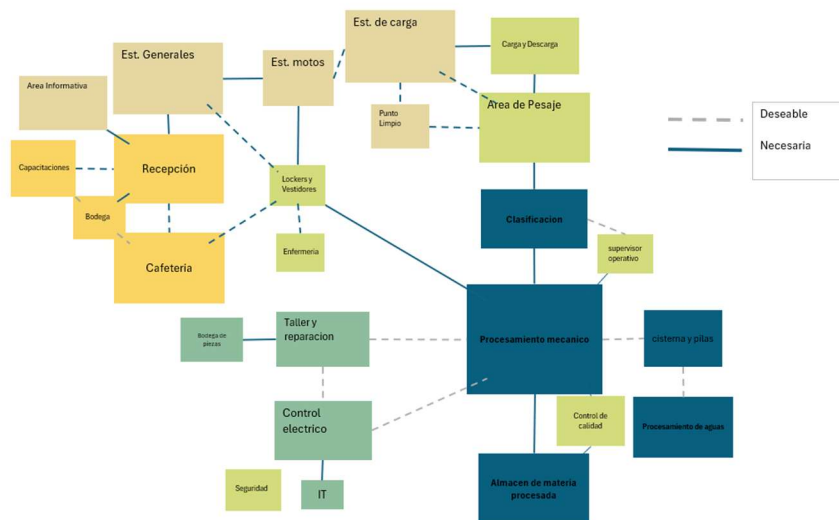 Est. de carga
Est. Generales
Est. motos
Carga y Descarga
Area Informativa
Area de Pesaje
Punto
Limpio
Deseable
Necesaria
Capacitaciones
Recepción
Lockers y
Vestidores
Bodega
Clasificacion
Enfermeria
supervisor
operativo
Cafeteria
Taller y
reparacion
Bodega de
piezas
Procesamiento mecanico
cisterna y pilas
Control
electrico
Control de
calidad
Procesamiento de aguas
Seguridad
IT
Almacen de materia
procesada